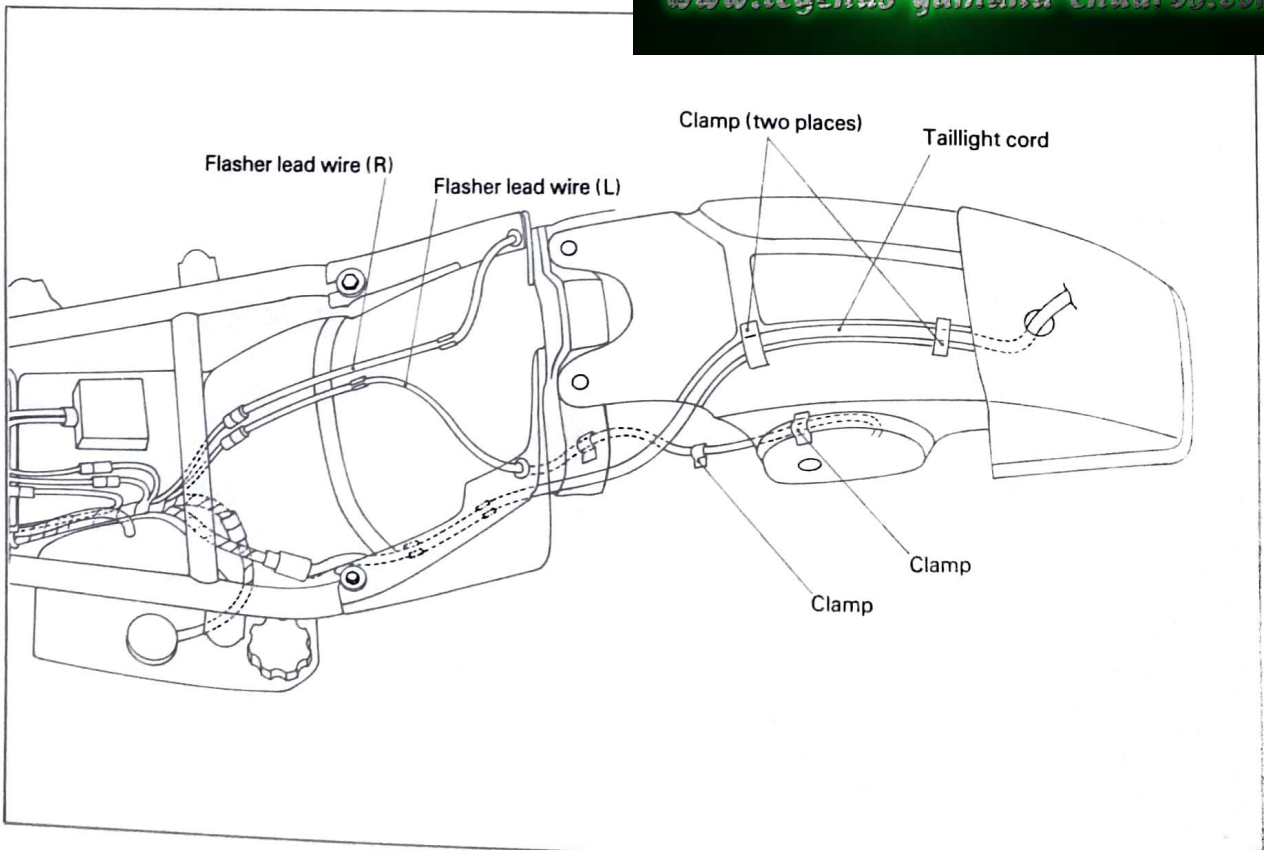 Clamp (two places)
Taillight cord
Flasher lead wire (R)
Flasher lead wire (L)
Clamp
Clamp